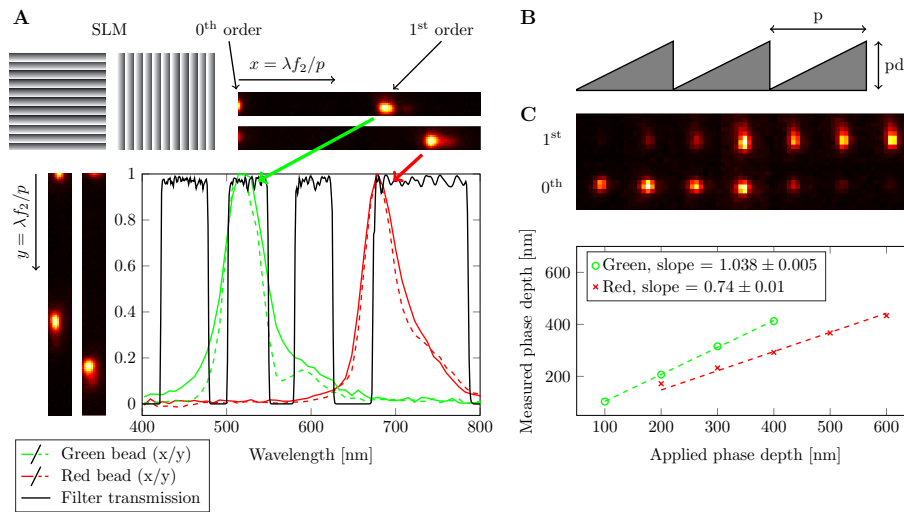 A
SLM
0th order
1st order
x = λf2/p
y = λf2/p
1
0.8
0.6
0.4
0.2
0
400
500
600
700
800
Wavelength [nm]
Green bead (x/y)
Red bead (x/y)
Filter transmission
B
p
pd
C
1st
0th
Measured phase depth [nm]
600
400
200
Green, slope = 1.038 ± 0.005
Red, slope = 0.74 ± 0.01
100
200
300
400
500
600
Applied phase depth [nm]